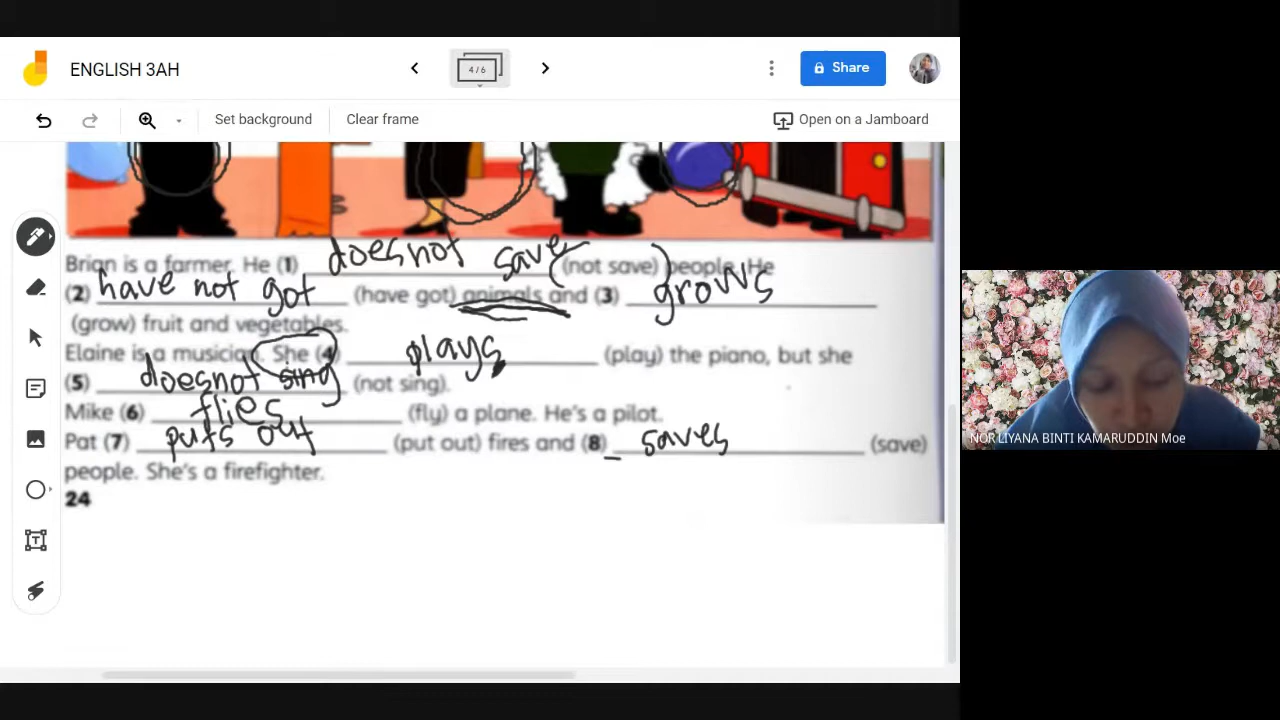 ENGLISH 3AH
4 / 6
Share
Set background
Clear frame
Open on a Jamboard
Brian is a farmer. He (1) does not save (not save) people. He
(2) have not got (have got) animals and (3) grows
(grow) fruit and vegetables.
Elaine is a musician. She (4) plays (play) the piano, but she
(5) does not sing (not sing).
Mike (6) flies (fly) a plane. He's a pilot.
Pat (7) puts out (put out) fires and (8) saves (save)
people. She's a firefighter.
24
NOR LIYANA BINTI KAMARUDDIN Moe